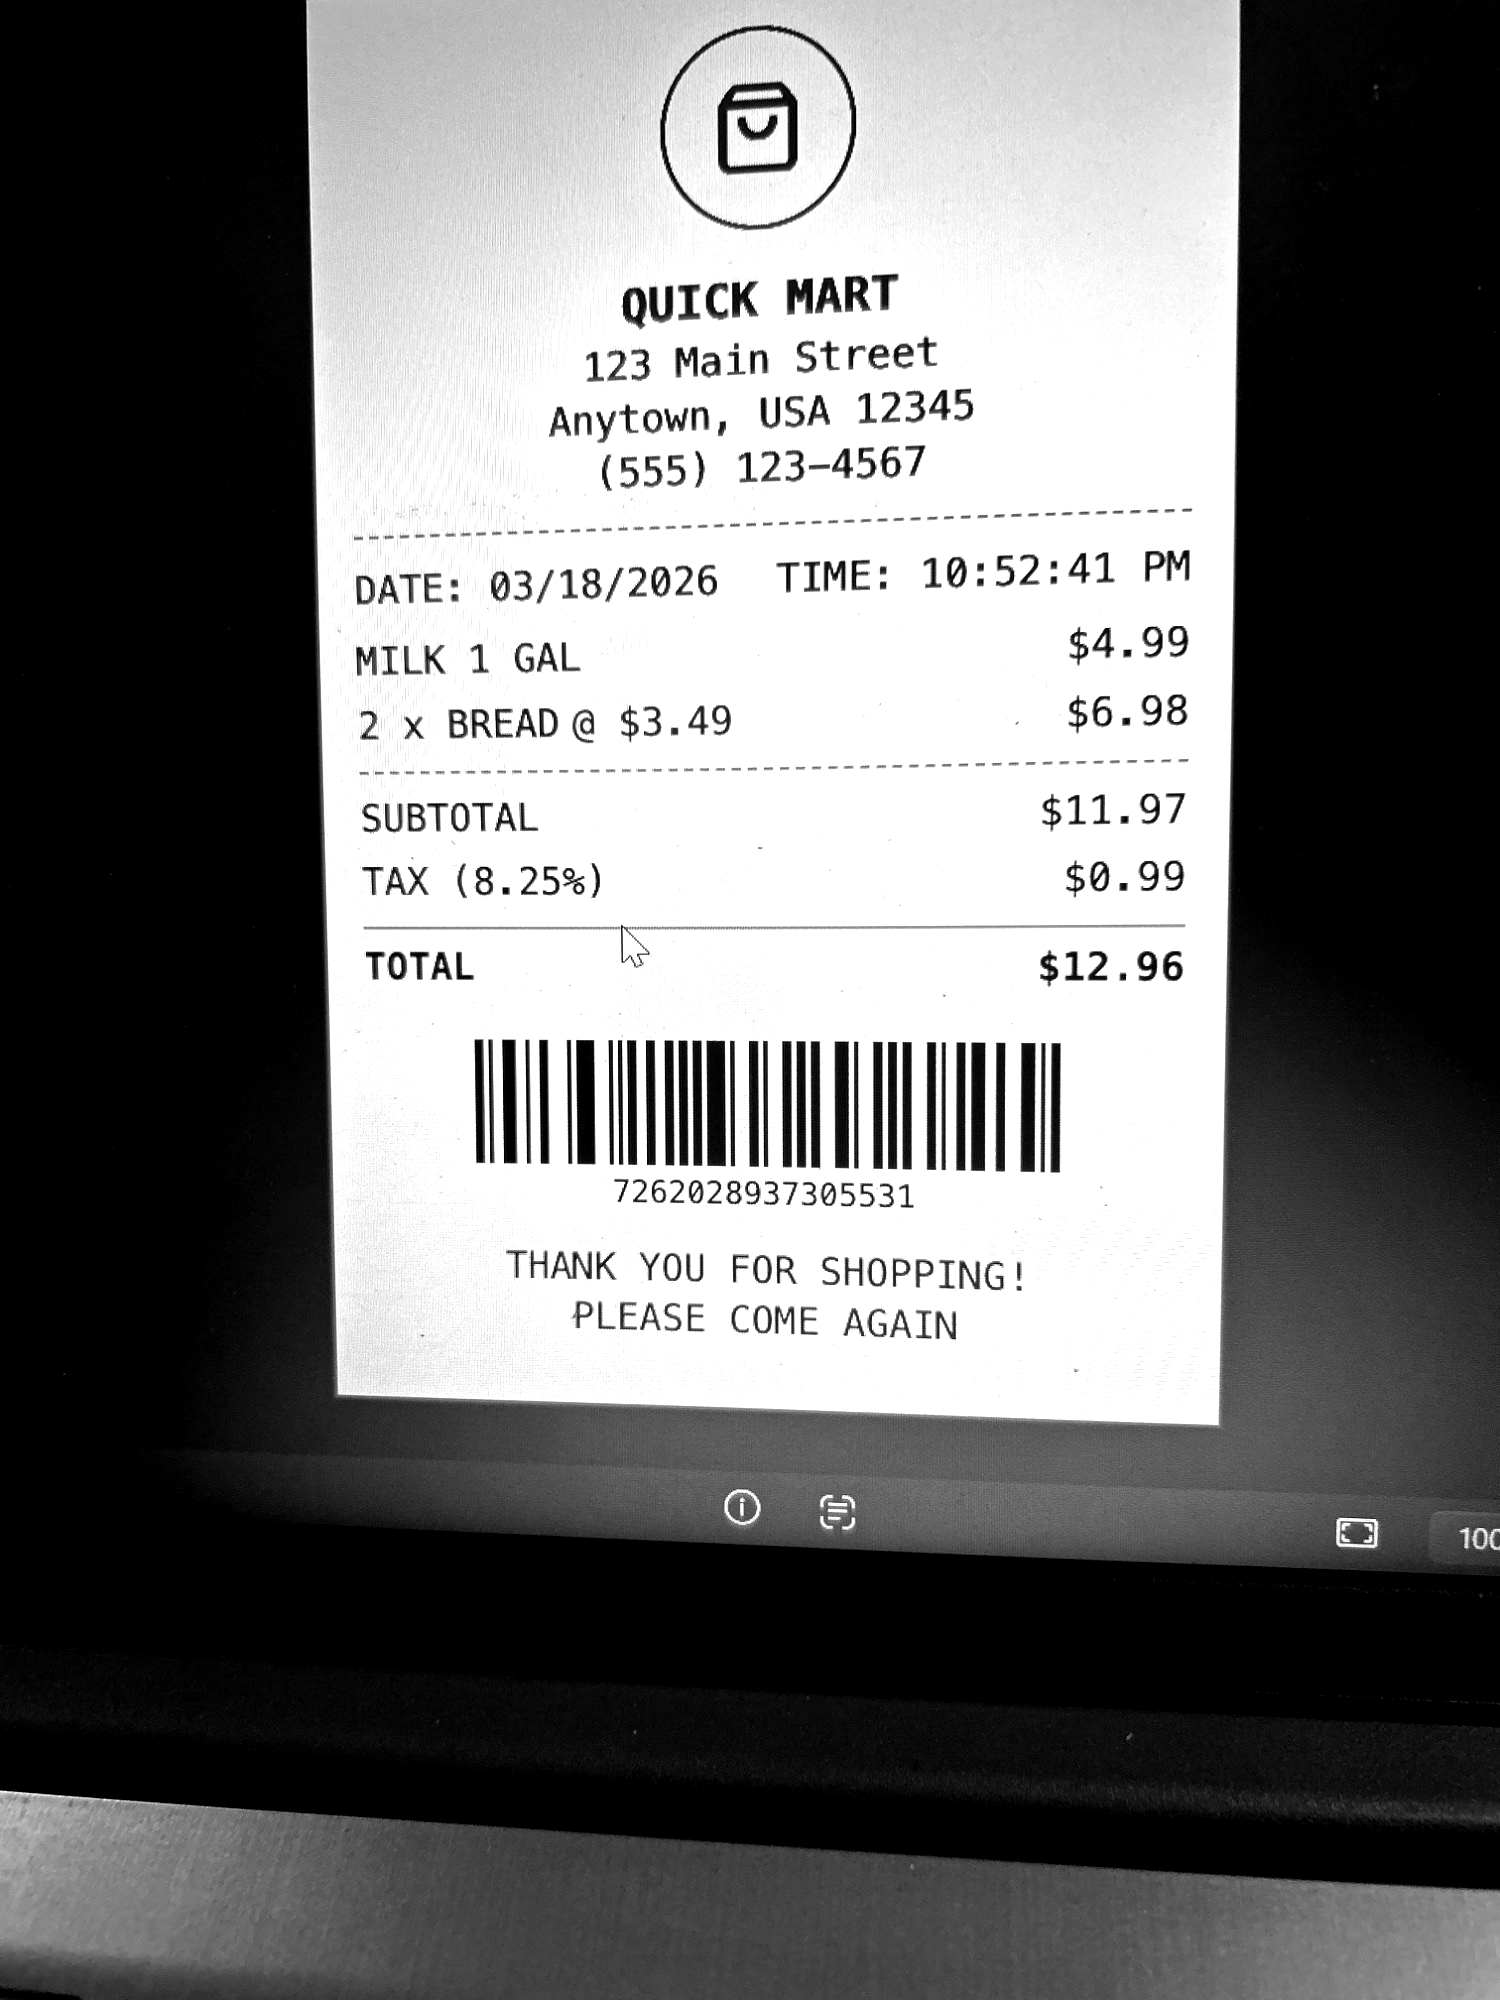 QUICK MART
123 Main Street
Anytown, USA 12345
(555) 123-4567
DATE: 03/18/2026 TIME: 10:52:41 PM
MILK 1 GAL $4.99
2 x BREAD @ $3.49 $6.98
SUBTOTAL $11.97
TAX (8.25%) $0.99
TOTAL $12.96
7262028937305531
THANK YOU FOR SHOPPING!
PLEASE COME AGAIN
100